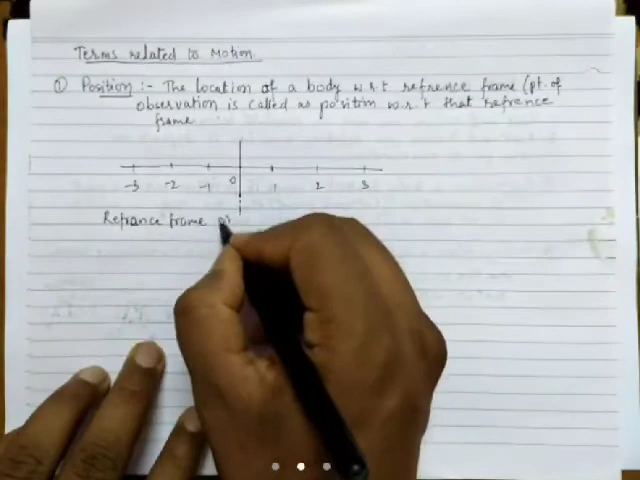 Terms related to Motion.
① Position :- The location of a body w.r.t refrence frame (pt. of
observation is called as position w.r.t that refrence
frame
-3 -2 -1 0 1 2 3
Refrance frame